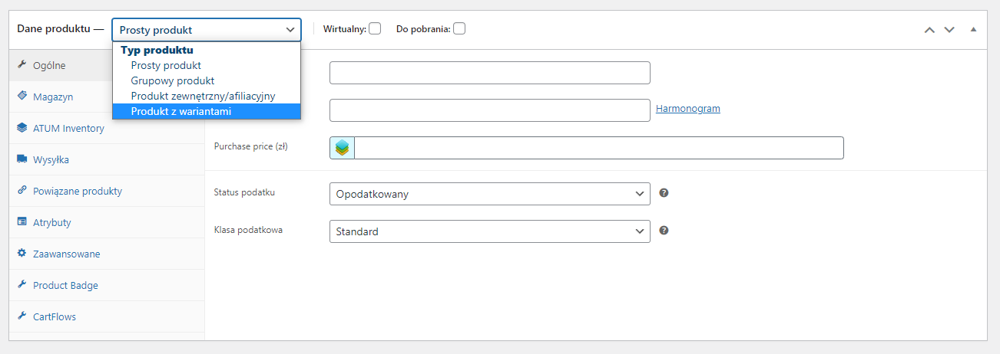 Dane produktu — Prosty produkt Wirtualny: Do pobrania:
Typ produktu
Prosty produkt
Grupowy produkt
Produkt zewnętrzny/afiliacyjny
Produkt z wariantami
Ogólne
Magazyn
ATUM Inventory
Wysyłka
Powiązane produkty
Atrybuty
Zaawansowane
Product Badge
CartFlows
Harmonogram
Purchase price (zł)
Status podatku Opodatkowany ?
Klasa podatkowa Standard ?